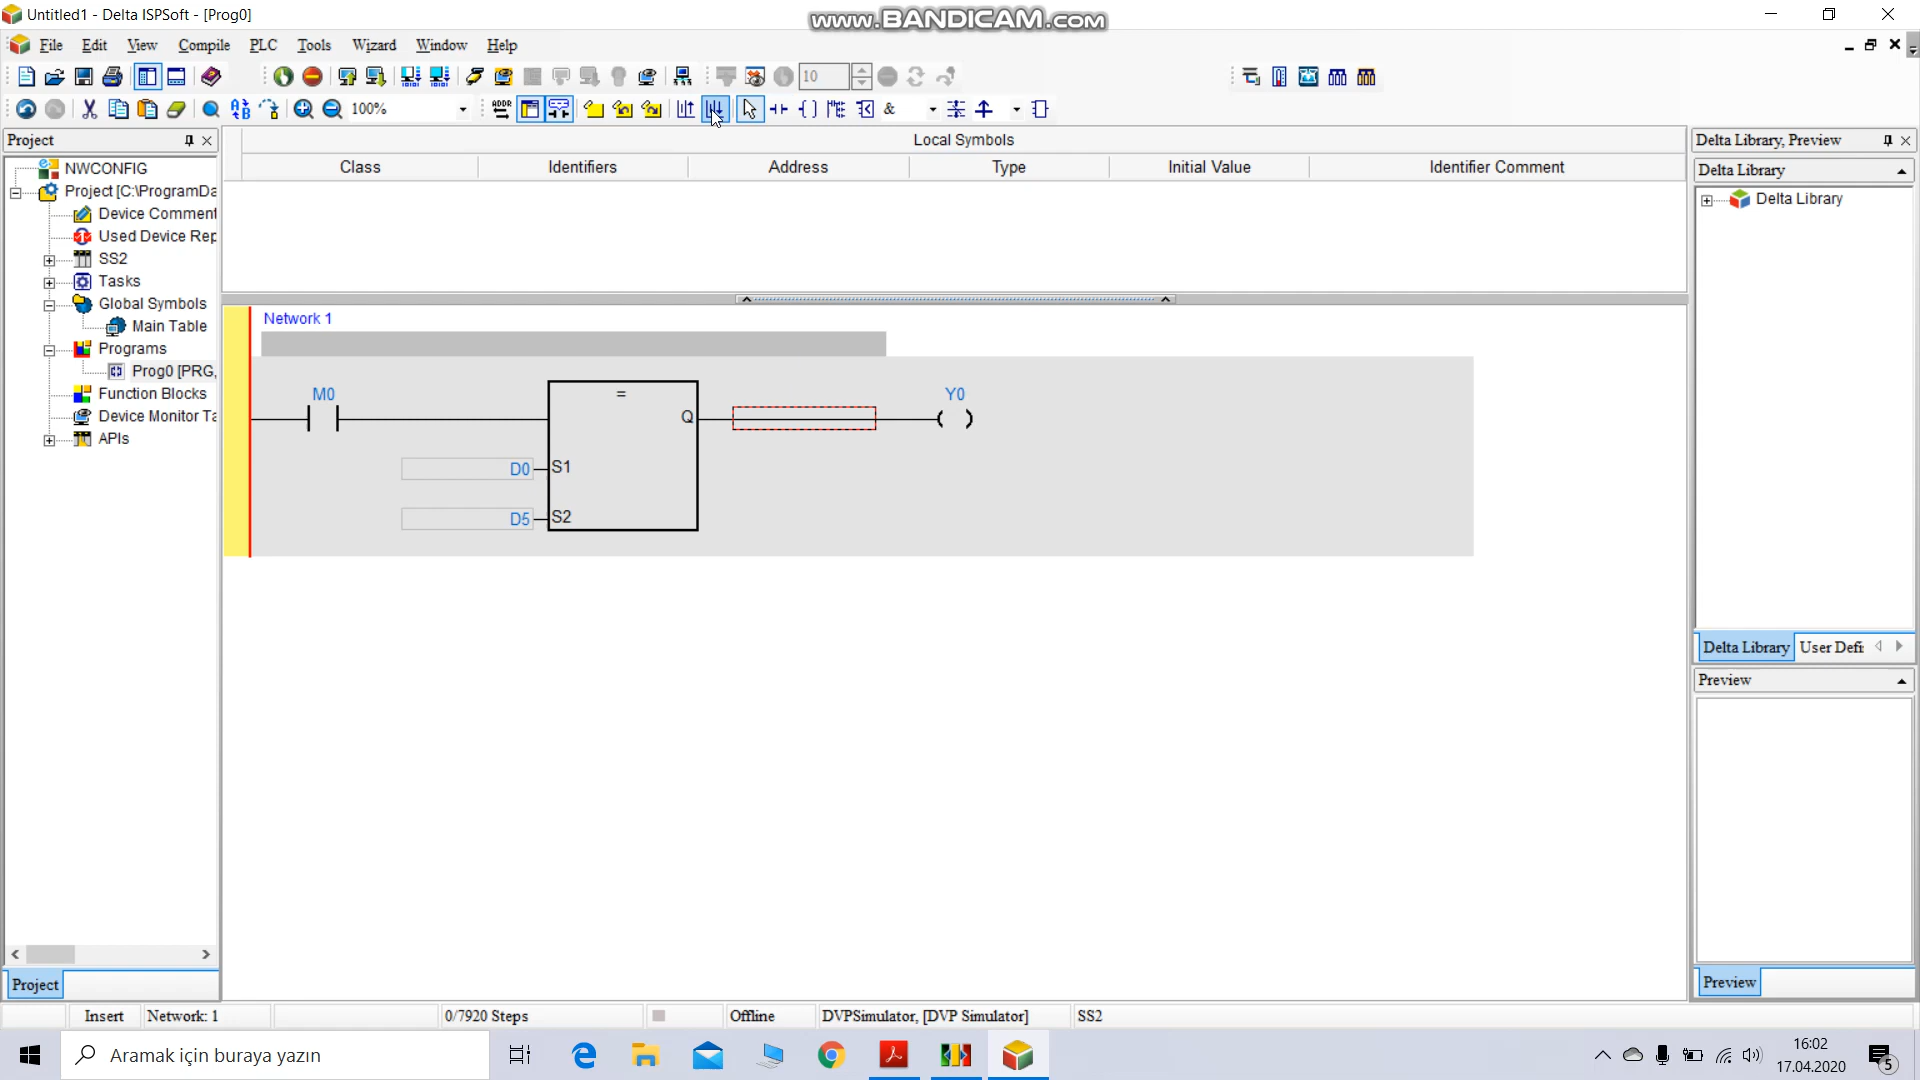 Untitled1 - Delta ISPSoft - [Prog0]
www.BANDICAM.com
File Edit View Compile PLC Tools Wizard Window Help
10
100%
ADDR
&
Project
NWCONFIG
Project [C:\ProgramDa
Device Comment
Used Device Rep
SS2
Tasks
Global Symbols
Main Table
Programs
Prog0 [PRG,
Function Blocks
Device Monitor Ta
APIs
Project
Local Symbols
Class Identifiers Address Type Initial Value Identifier Comment
Network 1
M0
=
Q
Y0
D0 S1
D5 S2
Delta Library, Preview
Delta Library
Delta Library
Delta Library User Defi
Preview
Preview
Insert Network: 1 0/7920 Steps Offline DVPSimulator, [DVP Simulator] SS2
Aramak için buraya yazın
16:02
17.04.2020
5